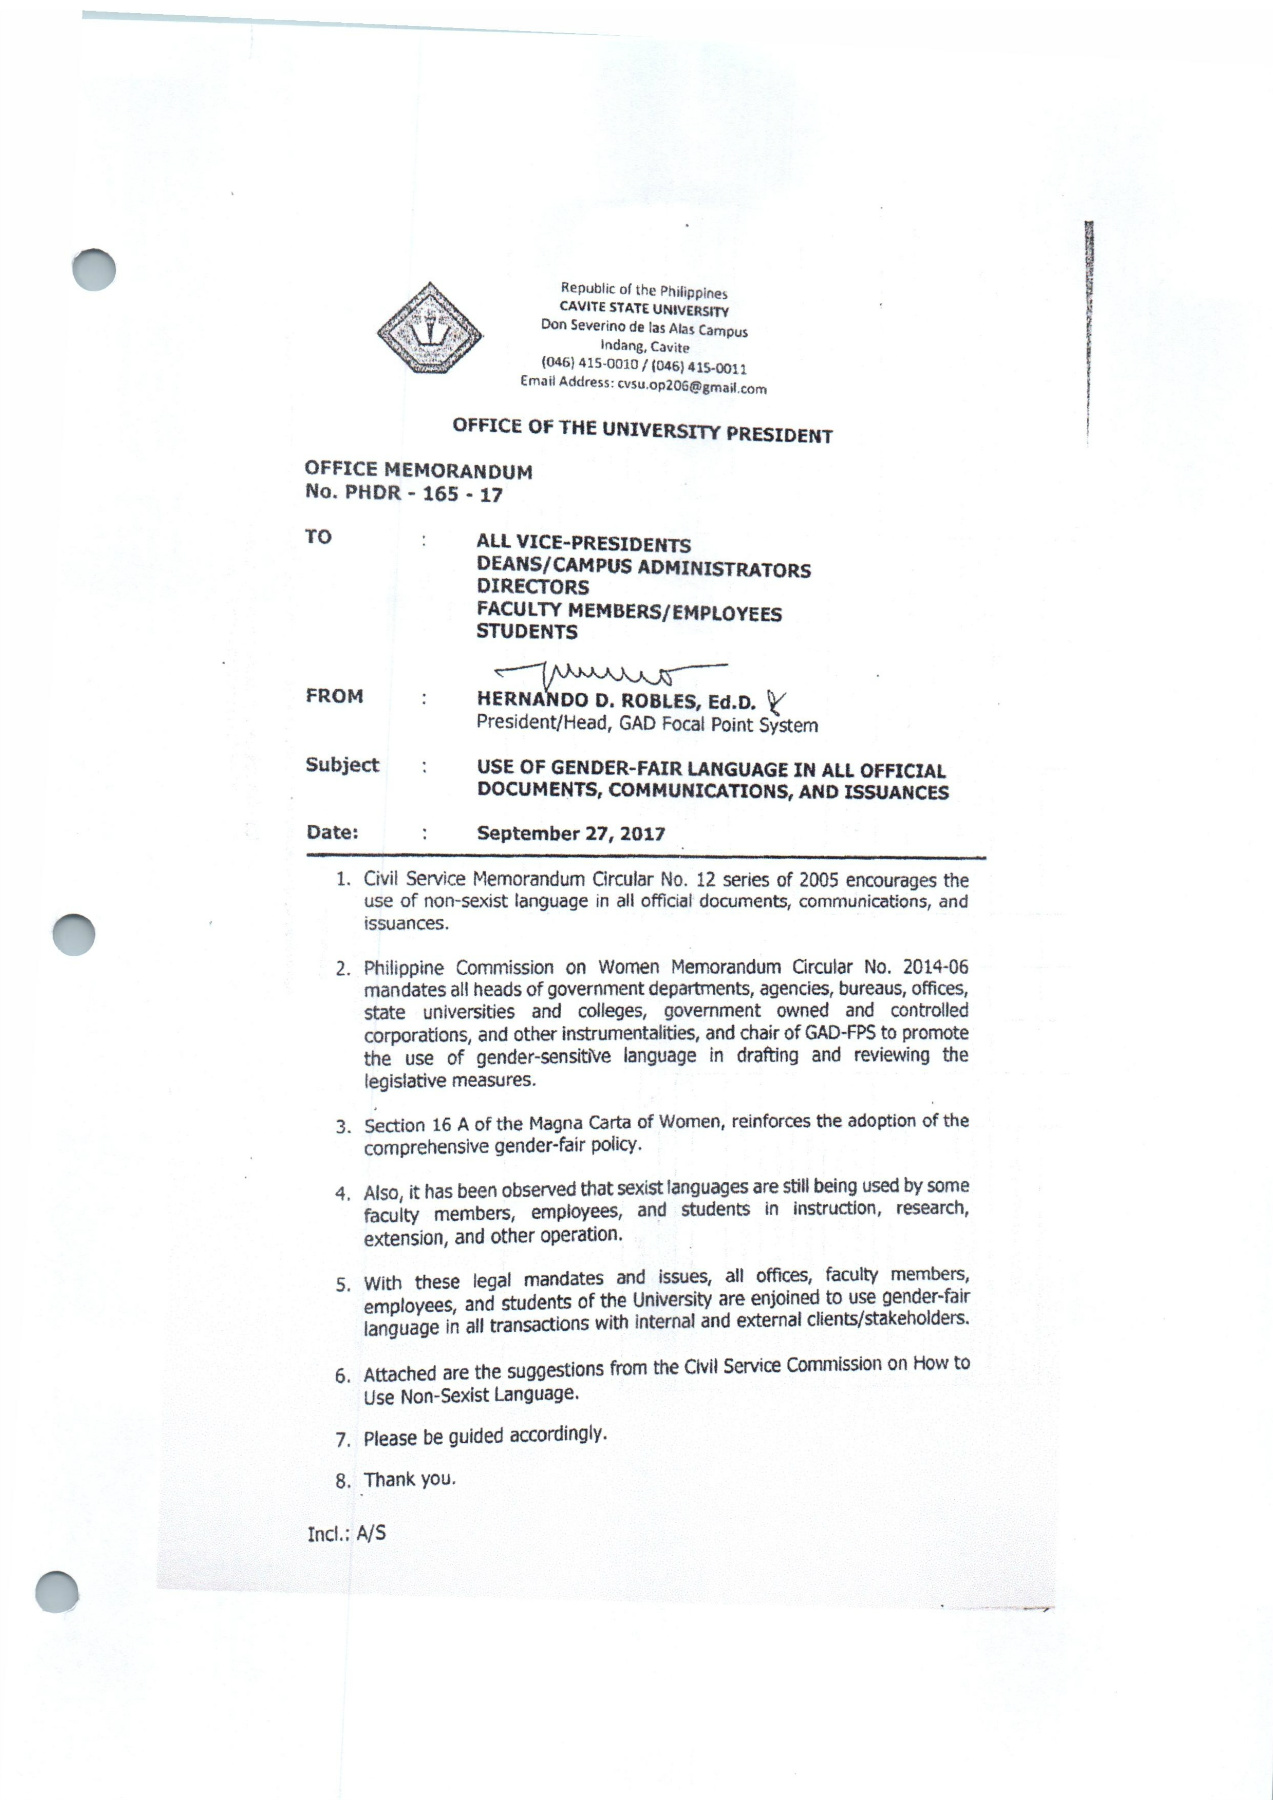 Republic of the Philippines
CAVITE STATE UNIVERSITY
Don Severino de las Alas Campus
Indang, Cavite
(046) 415-0010 / (046) 415-0011
Email Address: cvsu.op206@gmail.com
OFFICE OF THE UNIVERSITY PRESIDENT
OFFICE MEMORANDUM
No. PHDR - 165 - 17
TO : ALL VICE-PRESIDENTS
DEANS/CAMPUS ADMINISTRATORS
DIRECTORS
FACULTY MEMBERS/EMPLOYEES
STUDENTS
FROM : HERNANDO D. ROBLES, Ed.D.
President/Head, GAD Focal Point System
Subject : USE OF GENDER-FAIR LANGUAGE IN ALL OFFICIAL
DOCUMENTS, COMMUNICATIONS, AND ISSUANCES
Date: : September 27, 2017
1. Civil Service Memorandum Circular No. 12 series of 2005 encourages the
use of non-sexist language in all official documents, communications, and
issuances.
2. Philippine Commission on Women Memorandum Circular No. 2014-06
mandates all heads of government departments, agencies, bureaus, offices,
state universities and colleges, government owned and controlled
corporations, and other instrumentalities, and chair of GAD-FPS to promote
the use of gender-sensitive language in drafting and reviewing the
legislative measures.
3. Section 16 A of the Magna Carta of Women, reinforces the adoption of the
comprehensive gender-fair policy.
4. Also, it has been observed that sexist languages are still being used by some
faculty members, employees, and students in instruction, research,
extension, and other operation.
5. With these legal mandates and issues, all offices, faculty members,
employees, and students of the University are enjoined to use gender-fair
language in all transactions with internal and external clients/stakeholders.
6. Attached are the suggestions from the Civil Service Commission on How to
Use Non-Sexist Language.
7. Please be guided accordingly.
8. Thank you.
Incl.: A/S